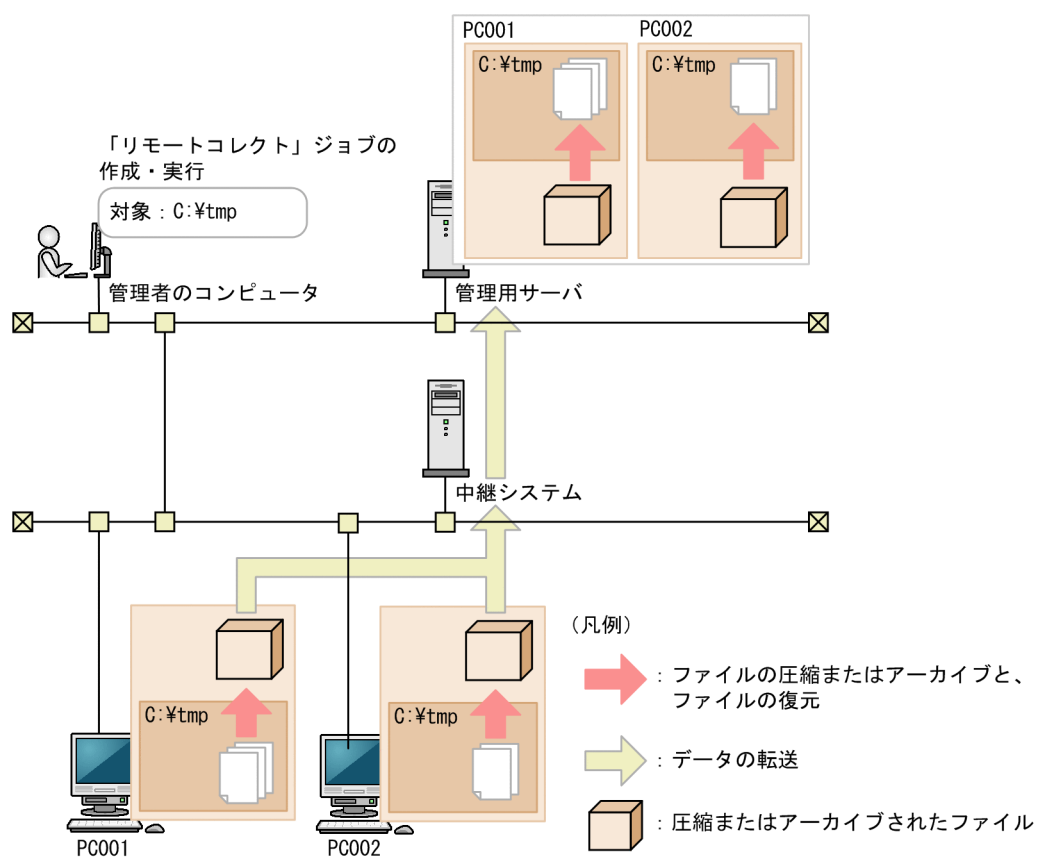 PC001
PC002
C:¥tmp
C:¥tmp
「リモートコレクト」ジョブの
作成・実行
対象：C:¥tmp
管理者のコンピュータ
管理用サーバ
中継システム
C:¥tmp
C:¥tmp
PC001
PC002
（凡例）
：ファイルの圧縮またはアーカイブと、
ファイルの復元
：データの転送
：圧縮またはアーカイブされたファイル